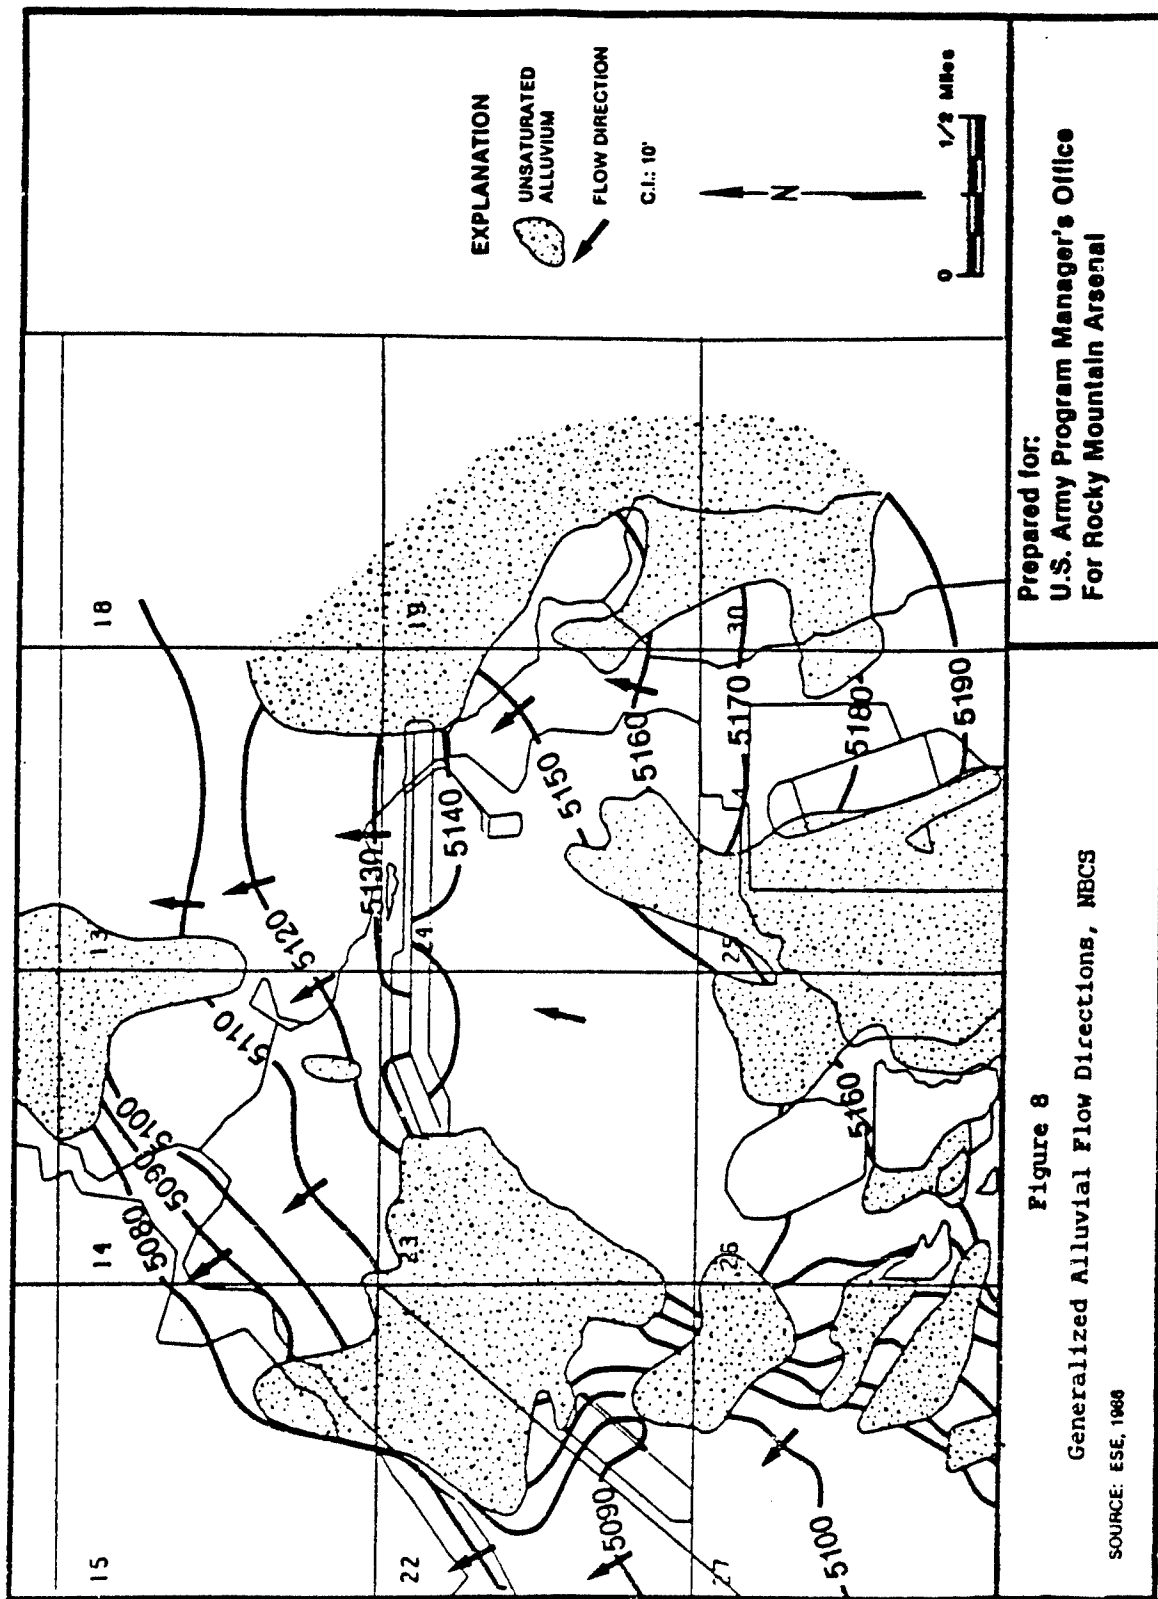 EXPLANATION
UNSATURATED
ALLUVIUM
FLOW DIRECTION
C.I.: 10'
N
0
1/2 Miles
15
14
13
18
22
23
24
19
27
26
25
30
5080
5090
5100
5110
5120
5130
5140
5150
5160
5170
5180
5190
5160
5090
5100
Figure 8
Generalized Alluvial Flow Directions, NBCS
SOURCE: ESE, 1986
Prepared for:
U.S. Army Program Manager's Office
For Rocky Mountain Arsenal